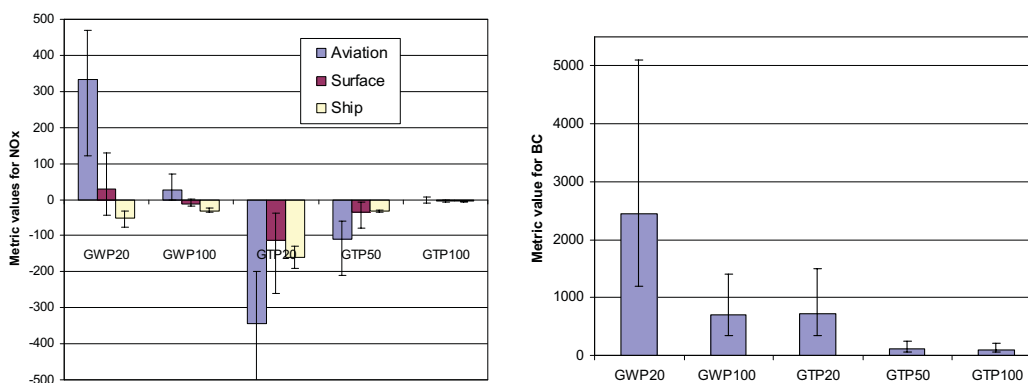 Metric values for NOx
500
400
300
200
100
0
-100
-200
-300
-400
-500
Aviation
Surface
Ship
GWP20
GWP100
GTP20
GTP50
GTP100
Metric value for BC
5000
4000
3000
2000
1000
0
GWP20
GWP100
GTP20
GTP50
GTP100